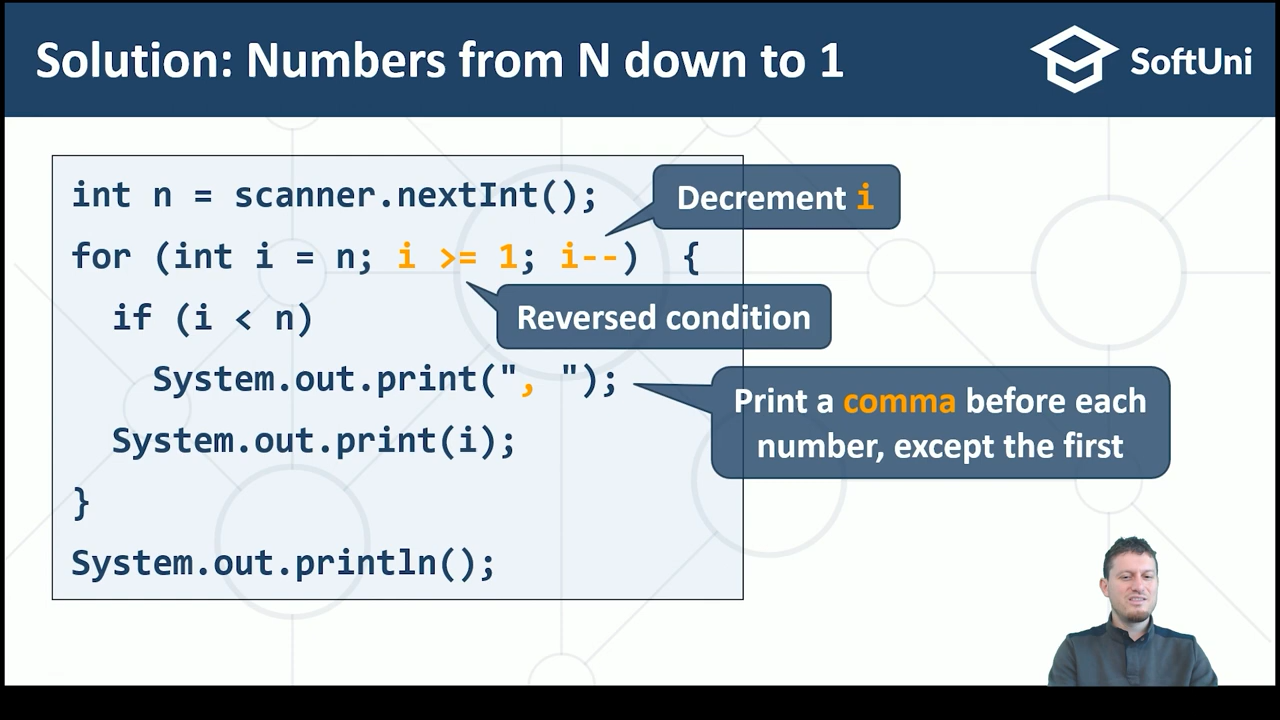 Solution: Numbers from N down to 1
SoftUni
int n = scanner.nextInt();
Decrement i
for (int i = n; i >= 1; i--)  {
Reversed condition
if (i < n)
System.out.print(", ");
Print a comma before each
number, except the first
System.out.print(i);
}
System.out.println();